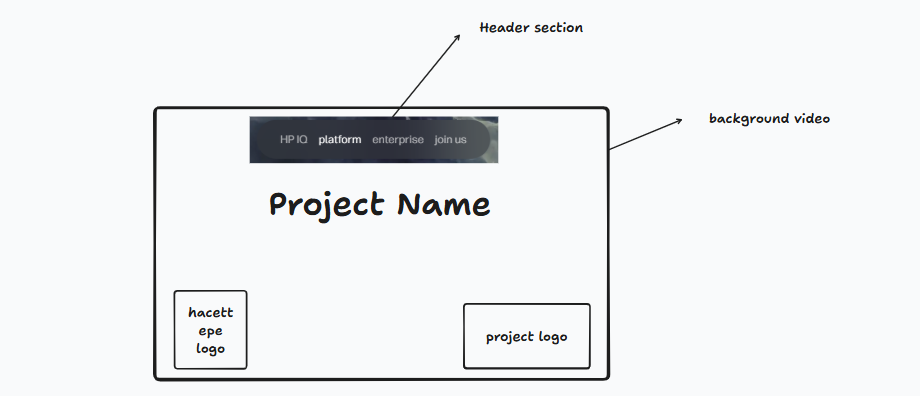 Header section
background video
HP IQ platform enterprise join us
Project Name
hacett
epe
logo
project logo